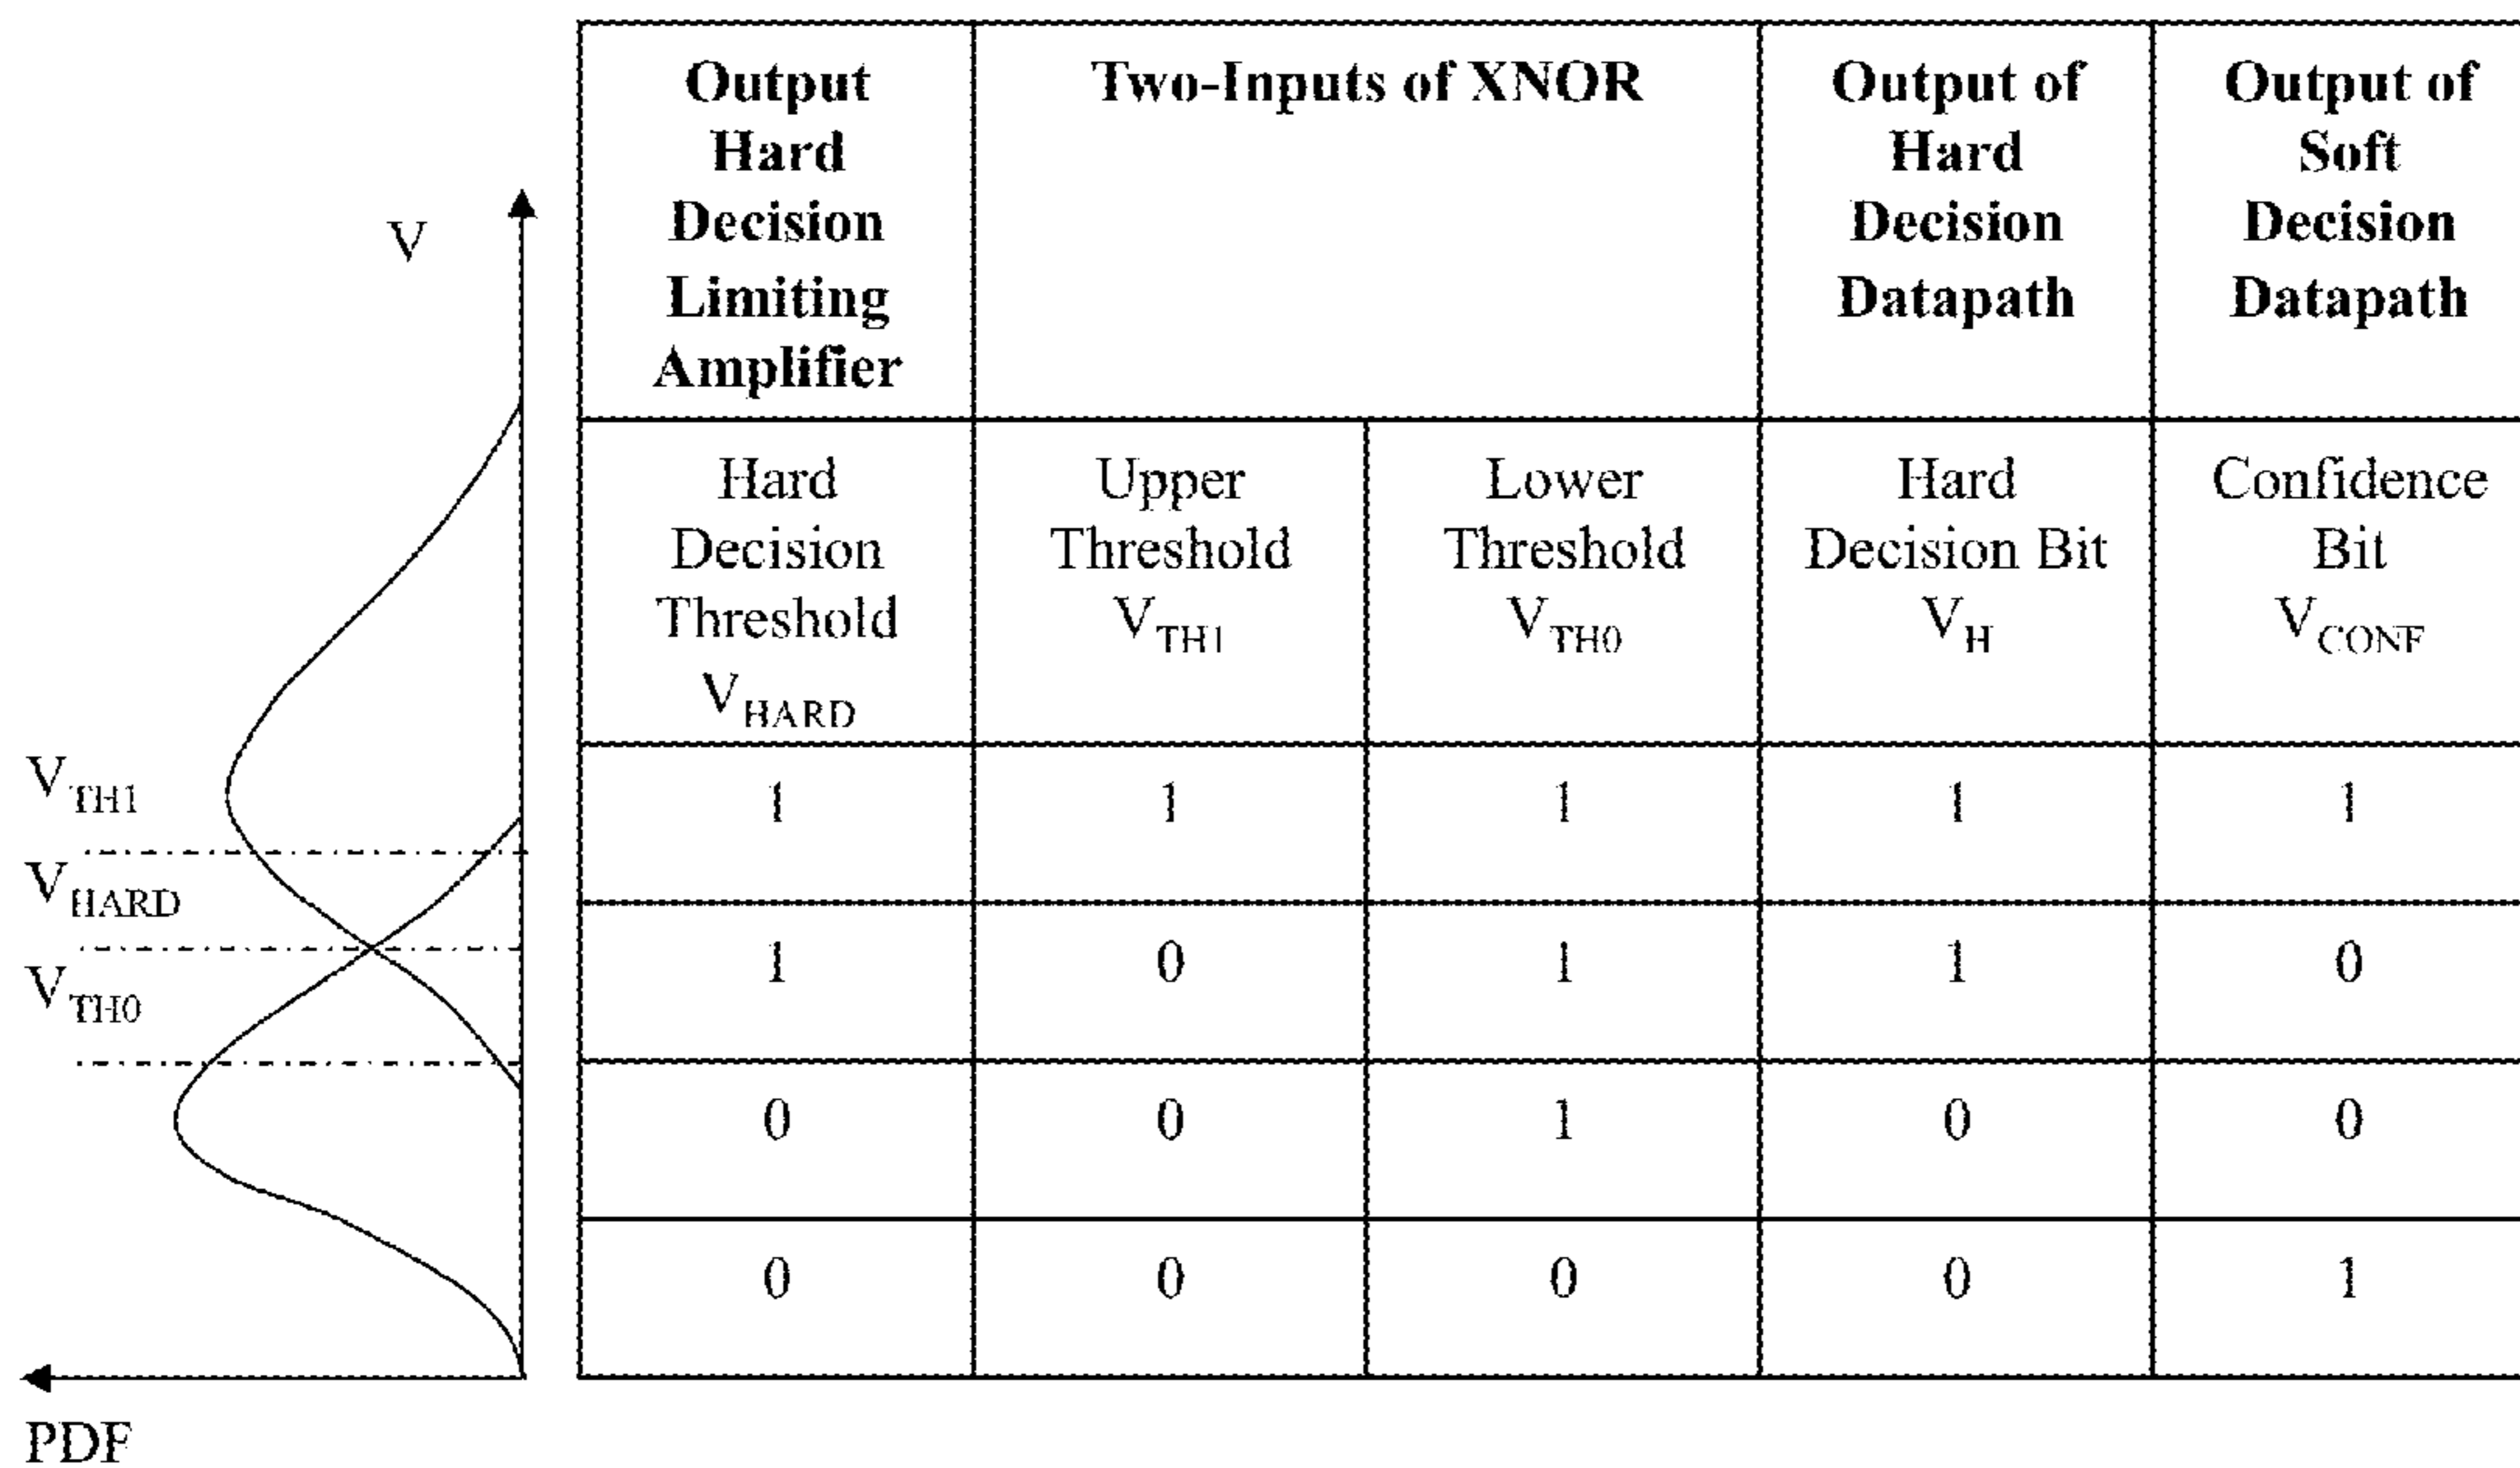 V
V TH1
V HARD
V TH0
PDF
Output
Hard
Decision
Limiting
Amplifier
Two-Inputs of XNOR
Output of
Hard
Decision
Datapath
Output of
Soft
Decision
Datapath
Hard
Decision
Threshold
V HARD
Upper
Threshold
V TH1
Lower
Threshold
V TH0
Hard
Decision Bit
V H
Confidence
Bit
V CONF
1 1 1 1 1
1 0 1 1 0
0 0 1 0 0
0 0 0 0 1